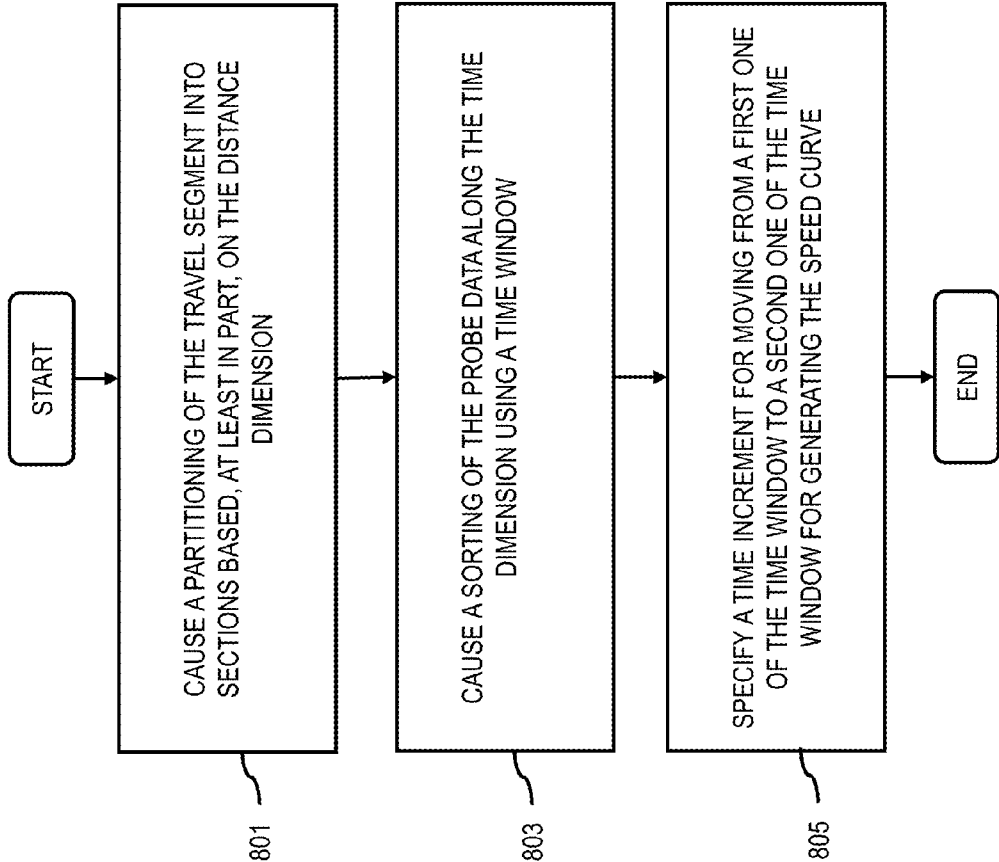 START
801
CAUSE A PARTITIONING OF THE TRAVEL SEGMENT INTO
SECTIONS BASED, AT LEAST IN PART, ON THE DISTANCE
DIMENSION
803
CAUSE A SORTING OF THE PROBE DATA ALONG THE TIME
DIMENSION USING A TIME WINDOW
805
SPECIFY A TIME INCREMENT FOR MOVING FROM A FIRST ONE
OF THE TIME WINDOW TO A SECOND ONE OF THE TIME
WINDOW FOR GENERATING THE SPEED CURVE
END